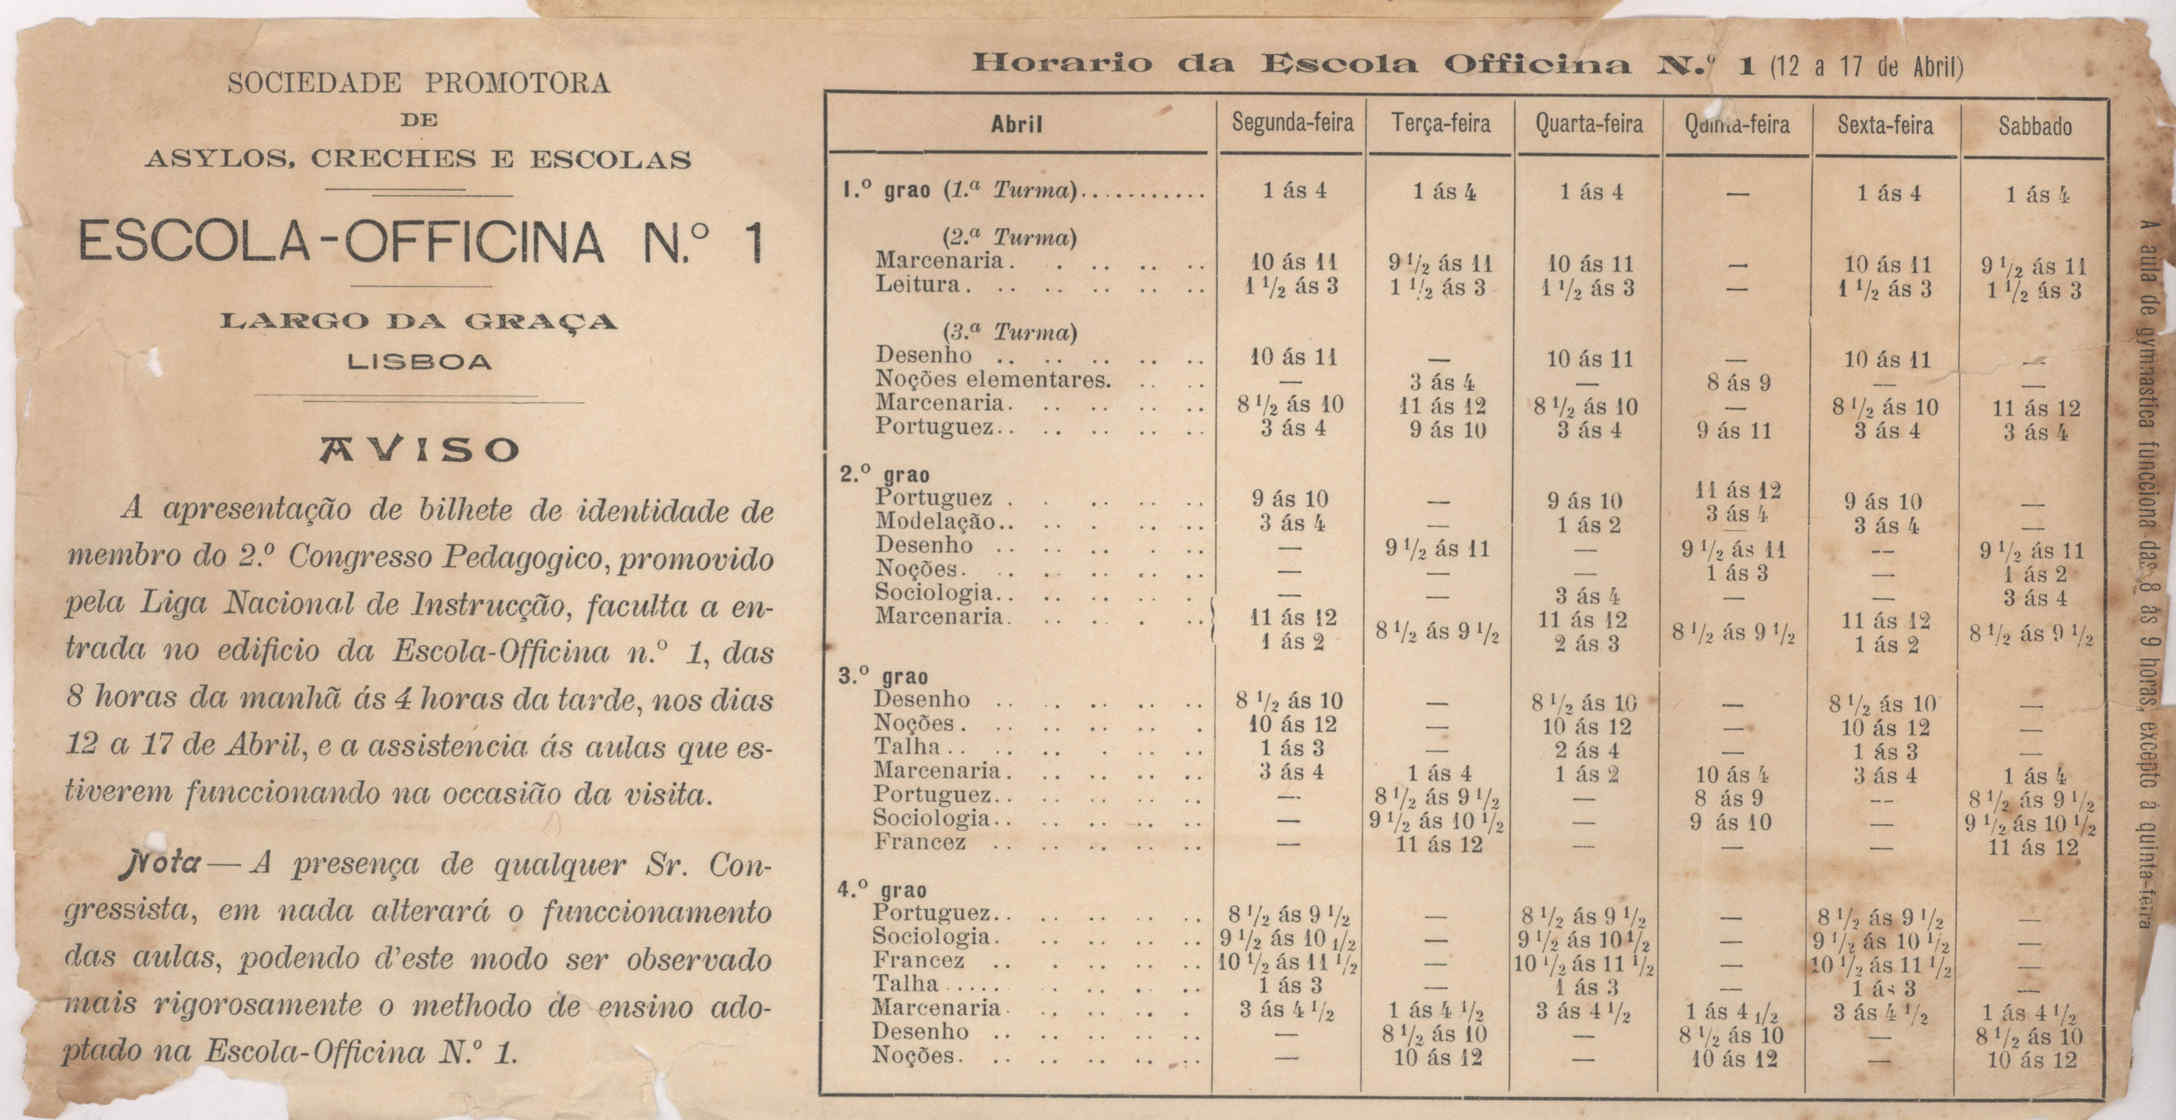 SOCIEDADE PROMOTORA
DE
ASYLOS, CRECHES E ESCOLAS
ESCOLA-OFFICINA N.º 1
LARGO DA GRAÇA
LISBOA
AVISO
A apresentação de bilhete de identidade de
membro do 2.º Congresso Pedagogico, promovido
pela Liga Nacional de Instrucção, faculta a en-
trada no edificio da Escola-Officina n.º 1, das
8 horas da manhã ás 4 horas da tarde, nos dias
12 a 17 de Abril, e a assistencia ás aulas que es-
tiverem funccionando na occasião da visita.
Nota — A presença de qualquer Sr. Con-
gressista, em nada alterará o funccionamento
das aulas, podendo d'este modo ser observado
mais rigorosamente o methodo de ensino ado-
ptado na Escola-Officina N.º 1.
Horario da Escola Officina N.º 1 (12 a 17 de Abril)
Abril Segunda-feira Terça-feira Quarta-feira Quinta-feira Sexta-feira Sabbado
1.º grao (1.ª Turma)........... 1 ás 4 1 ás 4 1 ás 4 — 1 ás 4 1 ás 4
(2.ª Turma)
Marcenaria. . .. .. .. 10 ás 11 9 1/2 ás 11 10 ás 11 — 10 ás 11 9 1/2 ás 11
Leitura. .. .. .. .. .. 1 1/2 ás 3 1 1/2 ás 3 1 1/2 ás 3 — 1 1/2 ás 3 1 1/2 ás 3
(3.ª Turma)
Desenho .. .. .. .. .. 10 ás 11 — 10 ás 11 — 10 ás 11 —
Noções elementares. .. .. — 3 ás 4 — 8 ás 9 — —
Marcenaria. .. .. .. .. 8 1/2 ás 10 11 ás 12 8 1/2 ás 10 — 8 1/2 ás 10 11 ás 12
Portuguez.. .. .. .. .. 3 ás 4 9 ás 10 3 ás 4 9 ás 11 3 ás 4 3 ás 4
2.º grao
Portuguez . . .. .. .. 9 ás 10 — 9 ás 10 11 ás 12 9 ás 10 —
Modelação.. .. . .. .. 3 ás 4 — 1 ás 2 3 ás 4 — 3 ás 4 —
Desenho .. .. .. . .. — 9 1/2 ás 11 — 9 1/2 ás 11 -- 9 1/2 ás 11
Noções. .. . .. .. .. — — — 1 ás 3 — 1 ás 2
Sociologia.. .. .. .. . — — 3 ás 4 — — 3 ás 4
Marcenaria. .. .. . .. { 11 ás 12 8 1/2 ás 9 1/2 11 ás 12 8 1/2 ás 9 1/2 11 ás 12 8 1/2 ás 9 1/2
1 ás 2 2 ás 3 1 ás 2
3.º grao
Desenho .. .. .. .. .. 8 1/2 ás 10 — 8 1/2 ás 10 — 8 1/2 ás 10 —
Noções. .. .. .. .. . 10 ás 12 — 10 ás 12 — 10 ás 12 —
Talha.. .. .. .. .. .. 1 ás 3 — 2 ás 4 — 1 ás 3 —
Marcenaria. .. .. .. .. 3 ás 4 1 ás 4 1 ás 2 10 ás 4 3 ás 4 1 ás 4
Portuguez.. .. .. .. .. — 8 1/2 ás 9 1/2 — 8 ás 9 -- 8 1/2 ás 9 1/2
Sociologia.. .. .. .. .. — 9 1/2 ás 10 1/2 — 9 ás 10 — 9 1/2 ás 10 1/2
Francez .. .. .. .. .. — 11 ás 12 — — — 11 ás 12
4.º grao
Portuguez.. .. .. .. .. 8 1/2 ás 9 1/2 — 8 1/2 ás 9 1/2 — 8 1/2 ás 9 1/2 —
Sociologia. .. .. .. .. 9 1/2 ás 10 1/2 — 9 1/2 ás 10 1/2 — 9 1/2 ás 10 1/2 —
Francez .. . .. .. .. 10 1/2 ás 11 1/2 — 10 1/2 ás 11 1/2 — 10 1/2 ás 11 1/2 —
Talha..... .. .. .. . 1 ás 3 — 1 ás 3 — 1 ás 3 —
Marcenaria. .. .. .. . 3 ás 4 1/2 1 ás 4 1/2 3 ás 4 1/2 1 ás 4 1/2 3 ás 4 1/2 1 ás 4 1/2
Desenho .. .. .. .. .. — 8 1/2 ás 10 — 8 1/2 ás 10 — 8 1/2 ás 10
Noções. .. .. .. .. .. — 10 ás 12 — 10 ás 12 — 10 ás 12
A aula de gymnastica funcciona das 8 ás 9 horas, excepto á quinta-feira